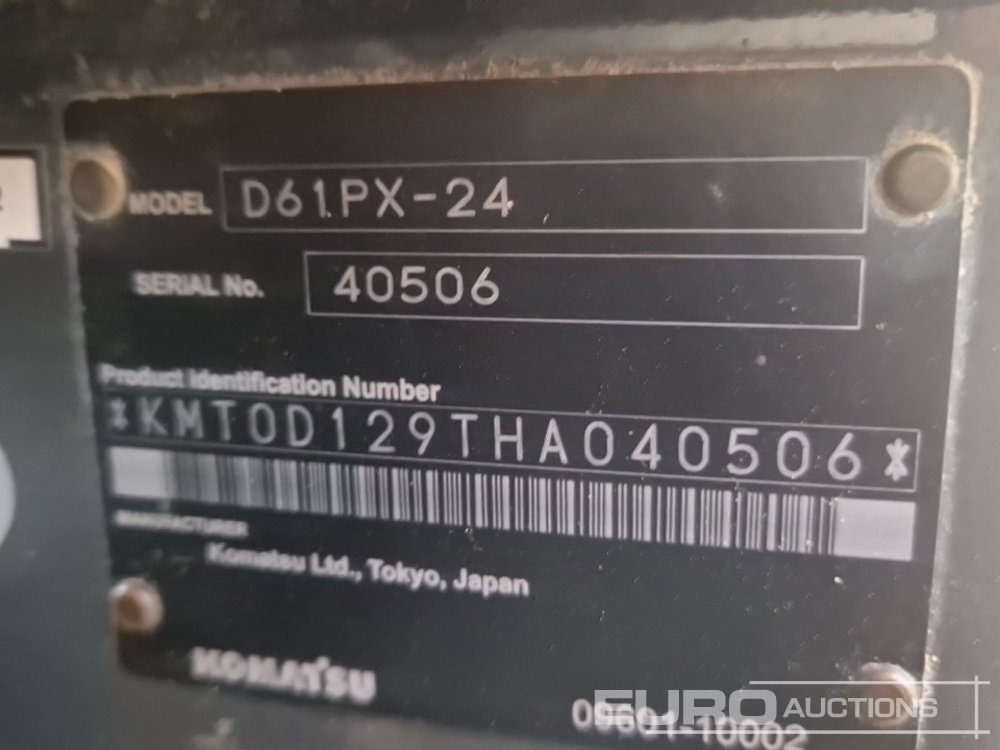 MODEL D61PX-24
SERIAL No. 40506
Product Identification Number
*KMT0D129THA040506*
MANUFACTURER
Komatsu Ltd., Tokyo, Japan
KOMATSU
09601-10002
EURO AUCTIONS